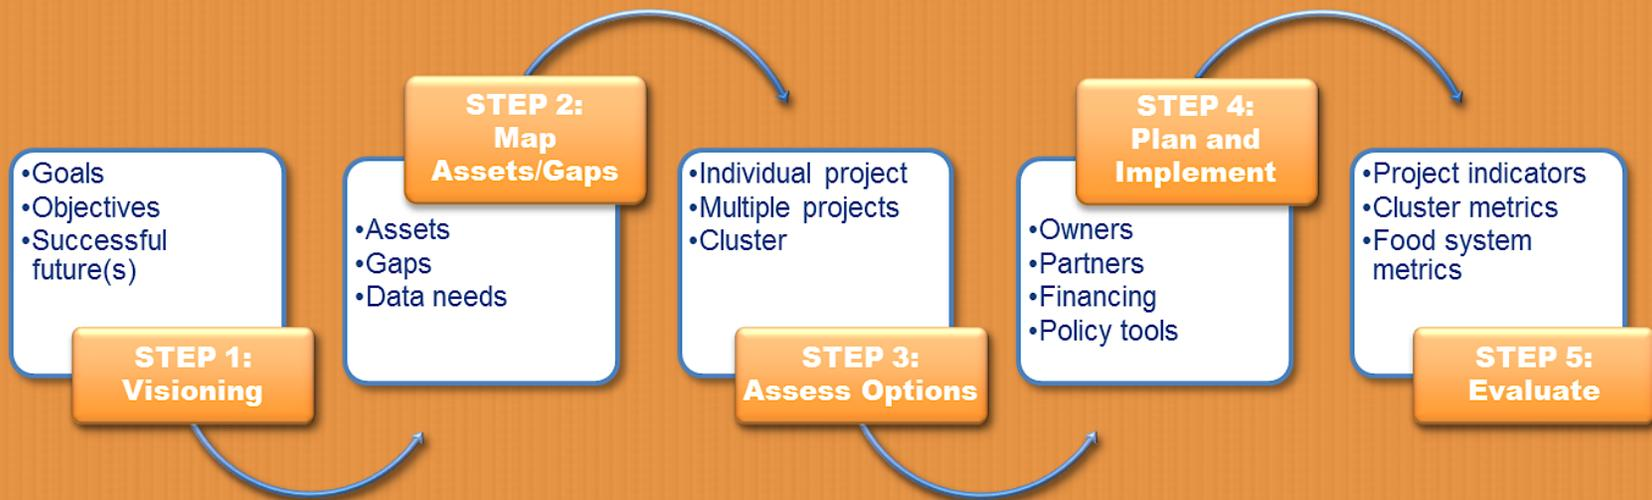 •Goals
•Objectives
•Successful
future(s)
STEP 1:
Visioning
STEP 2:
Map
Assets/Gaps
•Assets
•Gaps
•Data needs
•Individual project
•Multiple projects
•Cluster
STEP 3:
Assess Options
STEP 4:
Plan and
Implement
•Owners
•Partners
•Financing
•Policy tools
•Project indicators
•Cluster metrics
•Food system
metrics
STEP 5:
Evaluate